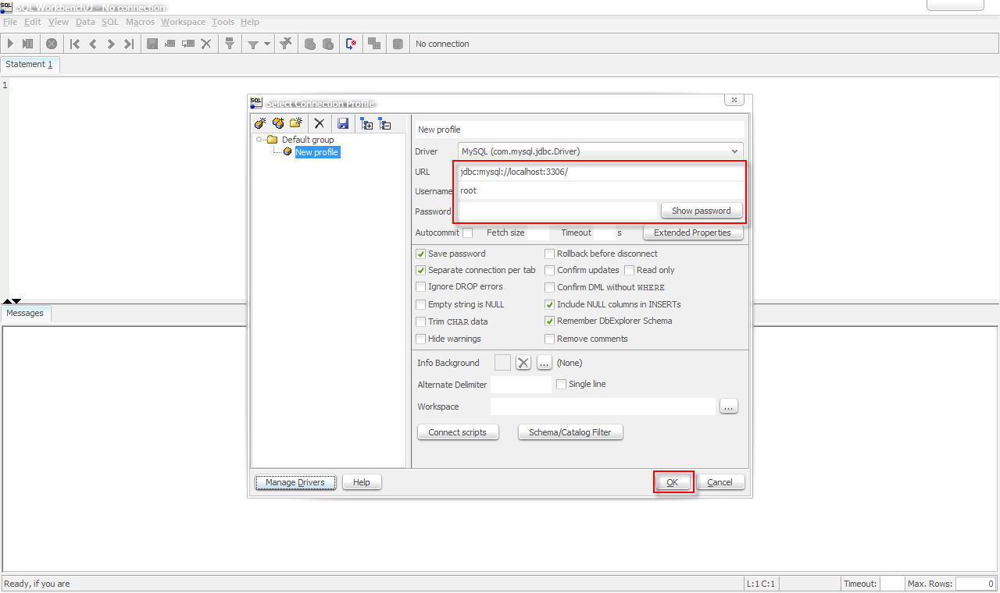 SQL Workbench/J - No connection
File Edit View Data SQL Macros Workspace Tools Help
No connection
Statement 1
1
SQL Select Connection Profile
Default group
New profile
New profile
Driver MySQL (com.mysql.jdbc.Driver)
URL jdbc:mysql://localhost:3306/
Username root
Password Show password
Autocommit Fetch size Timeout s Extended Properties
Save password Rollback before disconnect
Separate connection per tab Confirm updates Read only
Ignore DROP errors Confirm DML without WHERE
Empty string is NULL Include NULL columns in INSERTs
Trim CHAR data Remember DbExplorer Schema
Hide warnings Remove comments
Info Background ... (None)
Alternate Delimiter Single line
Workspace ...
Connect scripts Schema/Catalog Filter
Manage Drivers Help OK Cancel
Messages
Ready, if you are L:1 C:1 Timeout: Max. Rows: 0